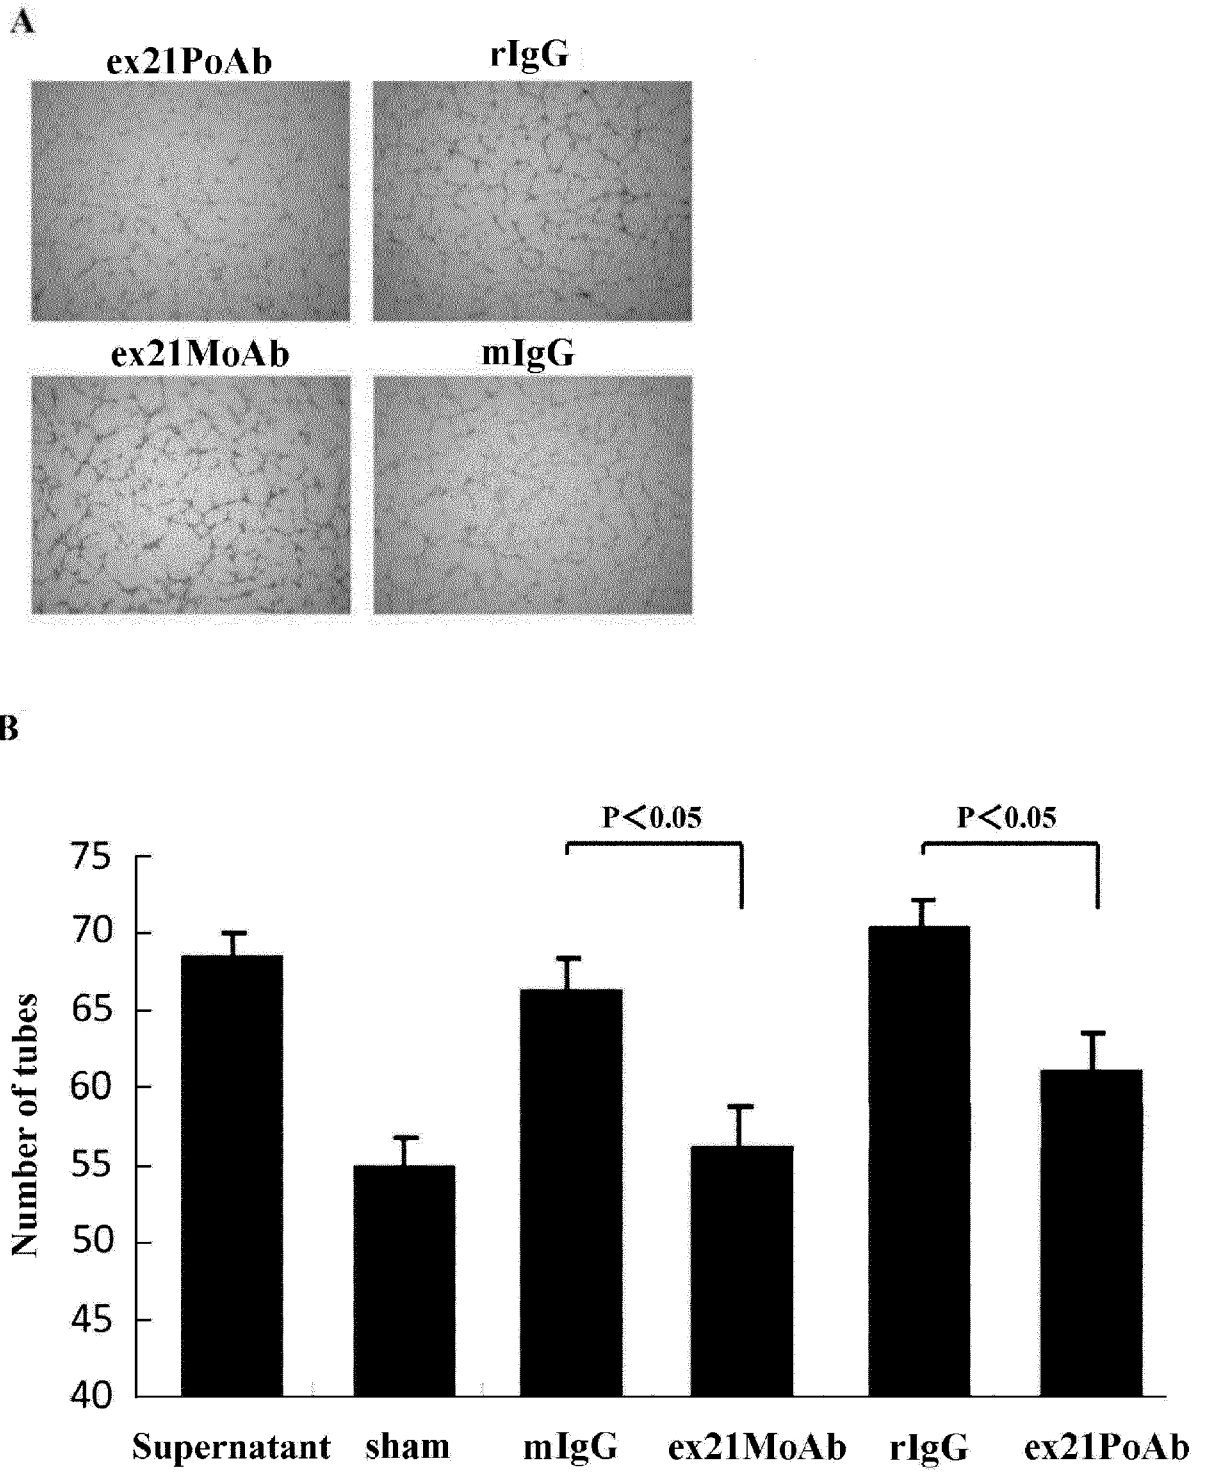 A
ex21PoAb
rIgG
ex21MoAb
mIgG
B
P<0.05
P<0.05
75
70
65
60
55
50
45
40
Number of tubes
Supernatant
sham
mIgG
ex21MoAb
rIgG
ex21PoAb